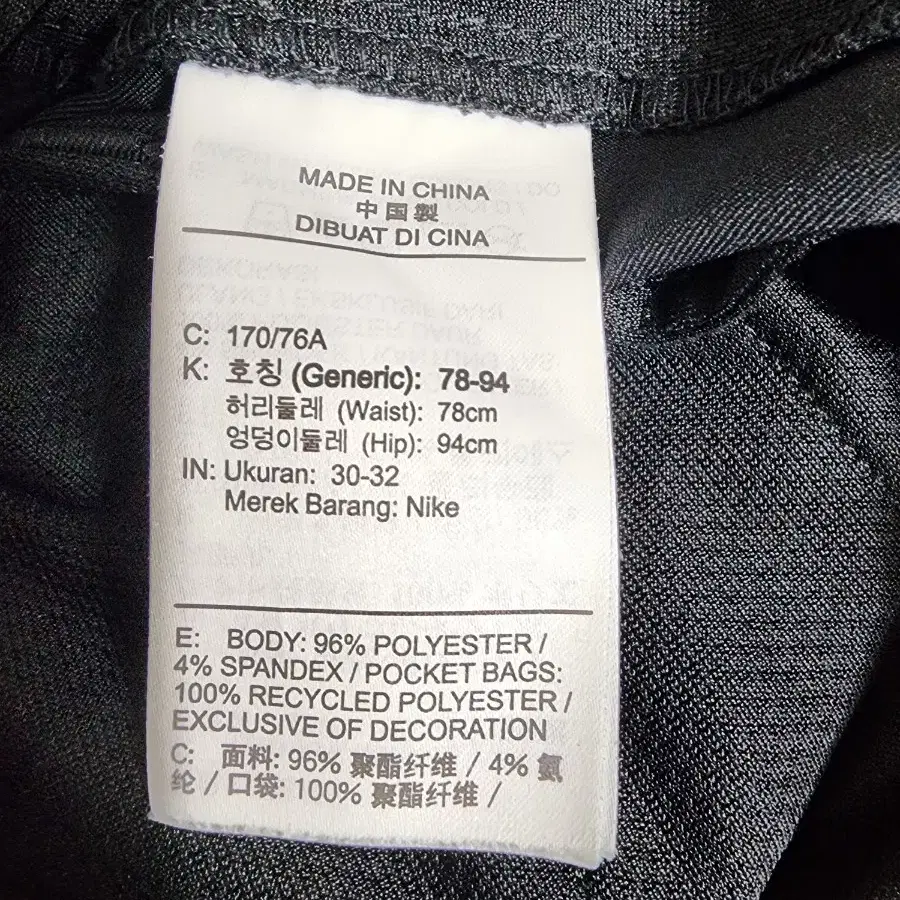 MADE IN CHINA
中国製
DIBUAT DI CINA
C: 170/76A
K: 호칭 (Generic): 78-94
허리둘레 (Waist): 78cm
엉덩이둘레 (Hip): 94cm
IN: Ukuran: 30-32
Merek Barang: Nike
E: BODY: 96% POLYESTER /
4% SPANDEX / POCKET BAGS:
100% RECYCLED POLYESTER /
EXCLUSIVE OF DECORATION
C: 面料: 96% 聚酯纤维 / 4% 氨
纶 / 口袋: 100% 聚酯纤维 /